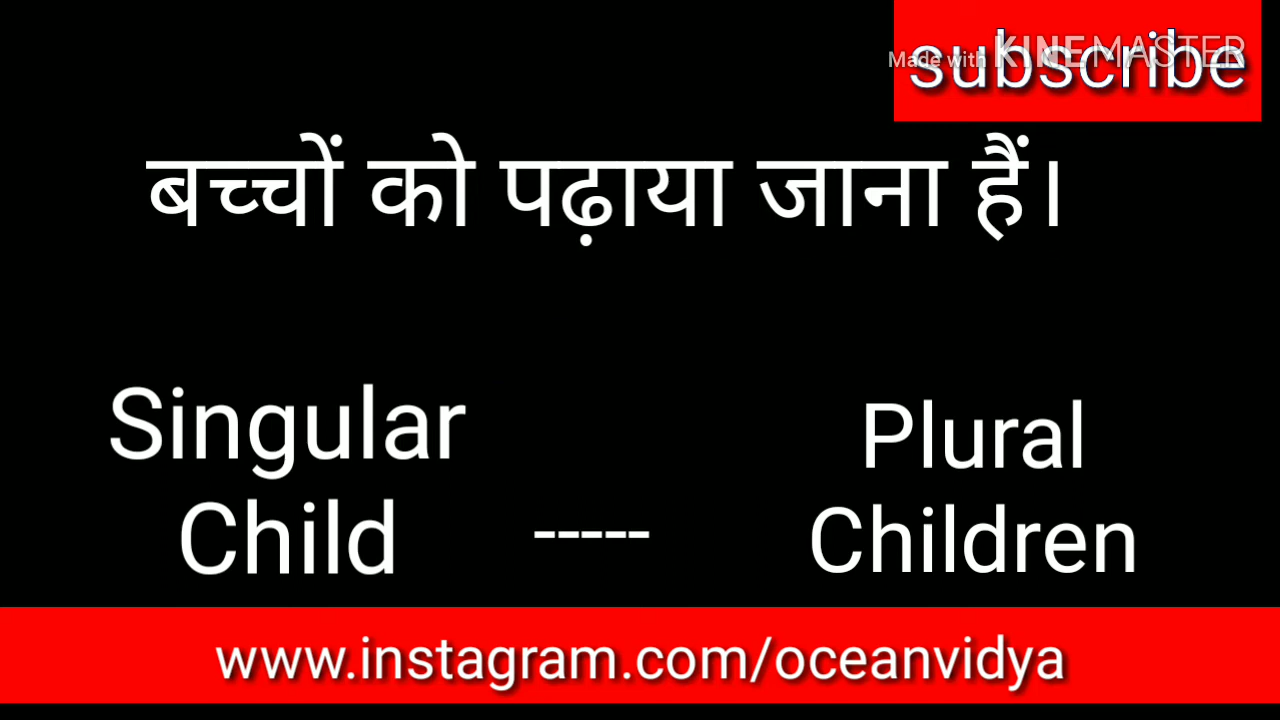 subscribe
Made with KINEMASTER
बच्चों को पढ़ाया जाना हैं।
Singular Plural
Child ----- Children
www.instagram.com/oceanvidya